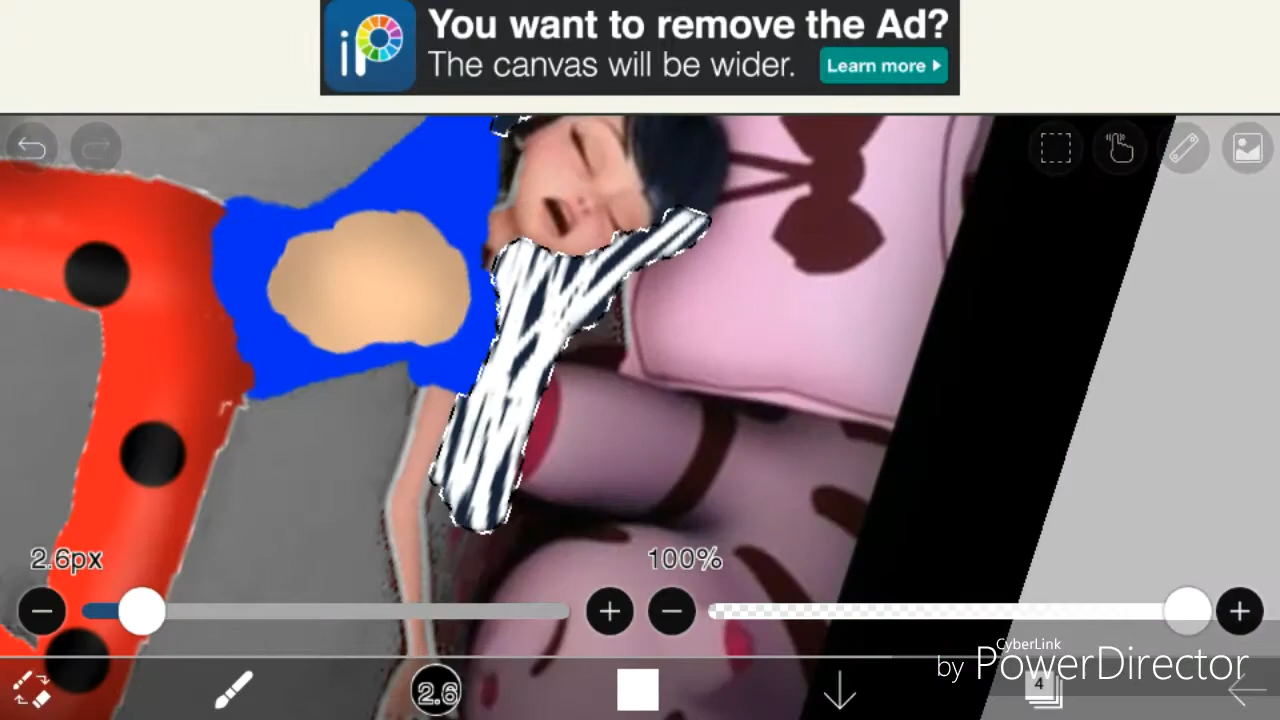 iP
You want to remove the Ad?
The canvas will be wider.
Learn more
2.6px
100%
CyberLink
by PowerDirector
2.6
4